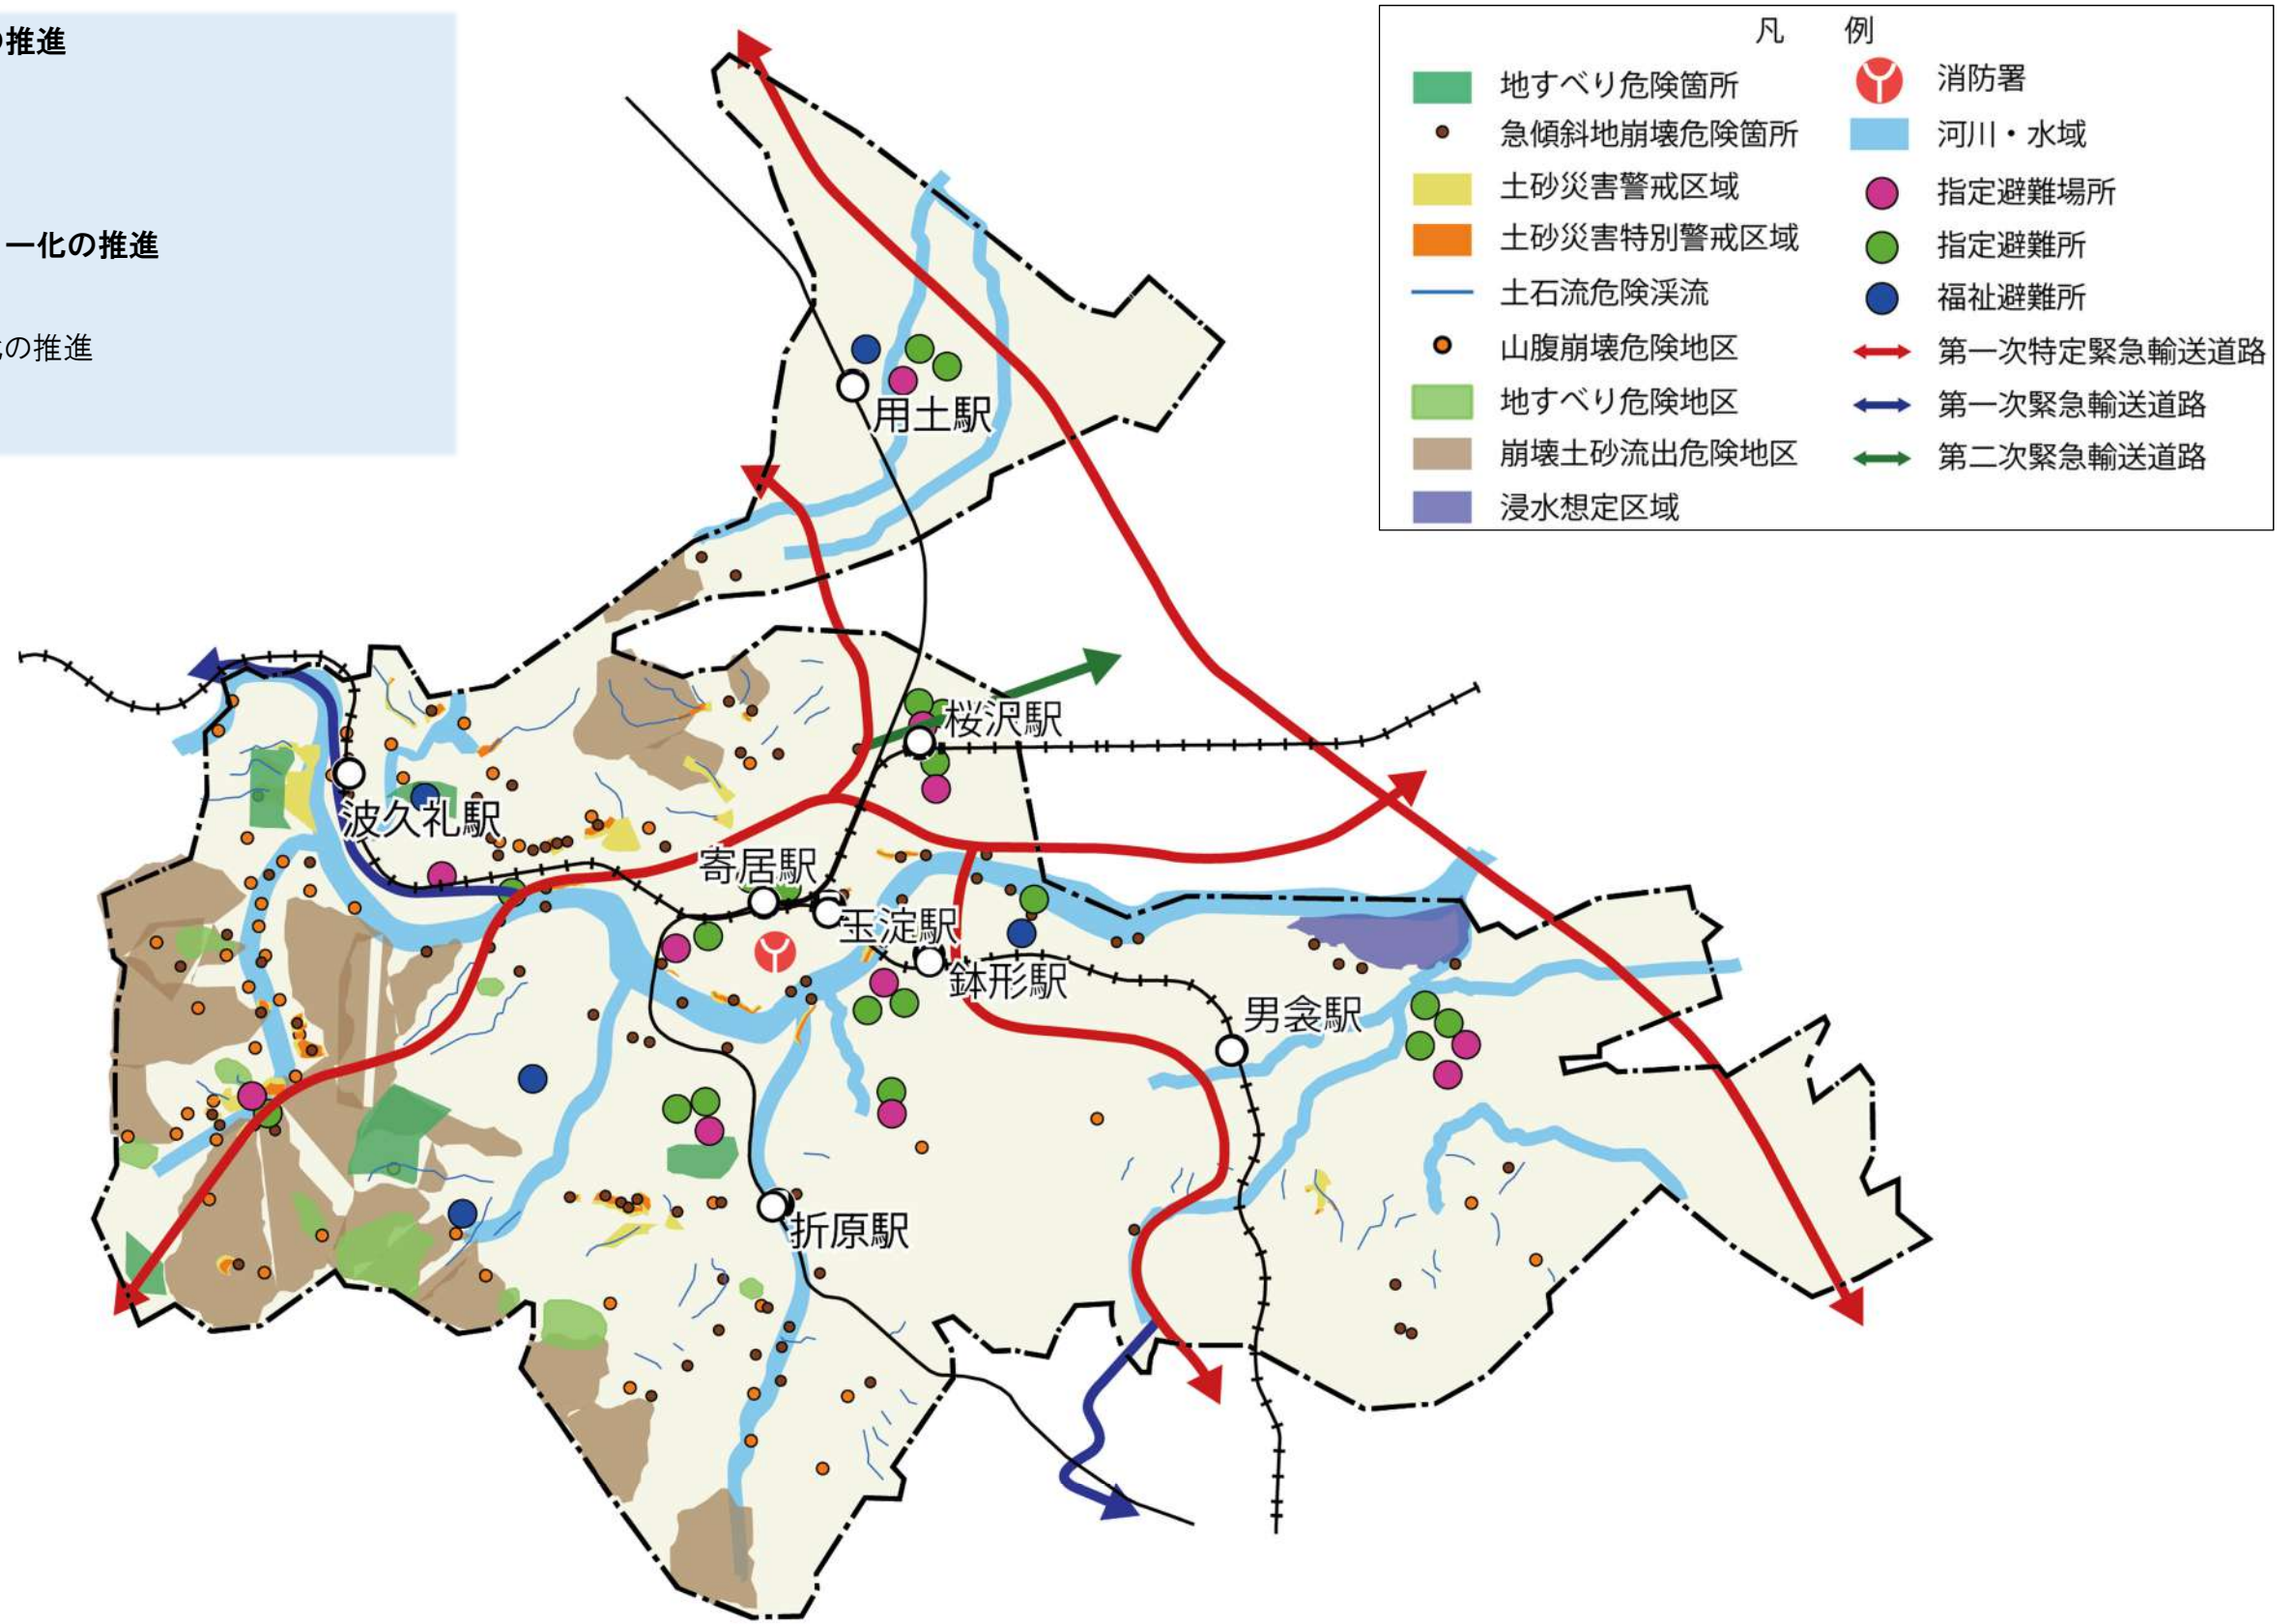 の推進
ー化の推進
化の推進
凡 例
地すべり危険箇所
急傾斜地崩壊危険箇所
土砂災害警戒区域
土砂災害特別警戒区域
土石流危険渓流
山腹崩壊危険地区
地すべり危険地区
崩壊土砂流出危険地区
浸水想定区域
消防署
河川・水域
指定避難場所
指定避難所
福祉避難所
第一次特定緊急輸送道路
第一次緊急輸送道路
第二次緊急輸送道路
用土駅
桜沢駅
波久礼駅
寄居駅
玉淀駅
鉢形駅
男衾駅
折原駅